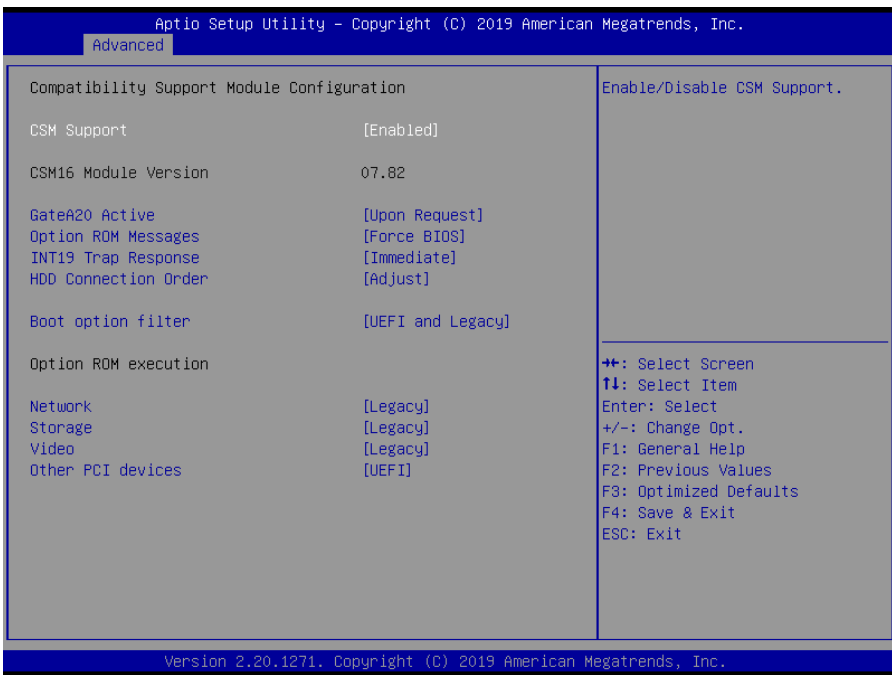 Aptio Setup Utility – Copyright (C) 2019 American Megatrends, Inc.
Advanced
Compatibility Support Module Configuration
Enable/Disable CSM Support.
CSM Support [Enabled]
CSM16 Module Version 07.82
GateA20 Active [Upon Request]
Option ROM Messages [Force BIOS]
INT19 Trap Response [Immediate]
HDD Connection Order [Adjust]
Boot option filter [UEFI and Legacy]
Option ROM execution
Network [Legacy]
Storage [Legacy]
Video [Legacy]
Other PCI devices [UEFI]
→←: Select Screen
↑↓: Select Item
Enter: Select
+/-: Change Opt.
F1: General Help
F2: Previous Values
F3: Optimized Defaults
F4: Save & Exit
ESC: Exit
Version 2.20.1271. Copyright (C) 2019 American Megatrends, Inc.